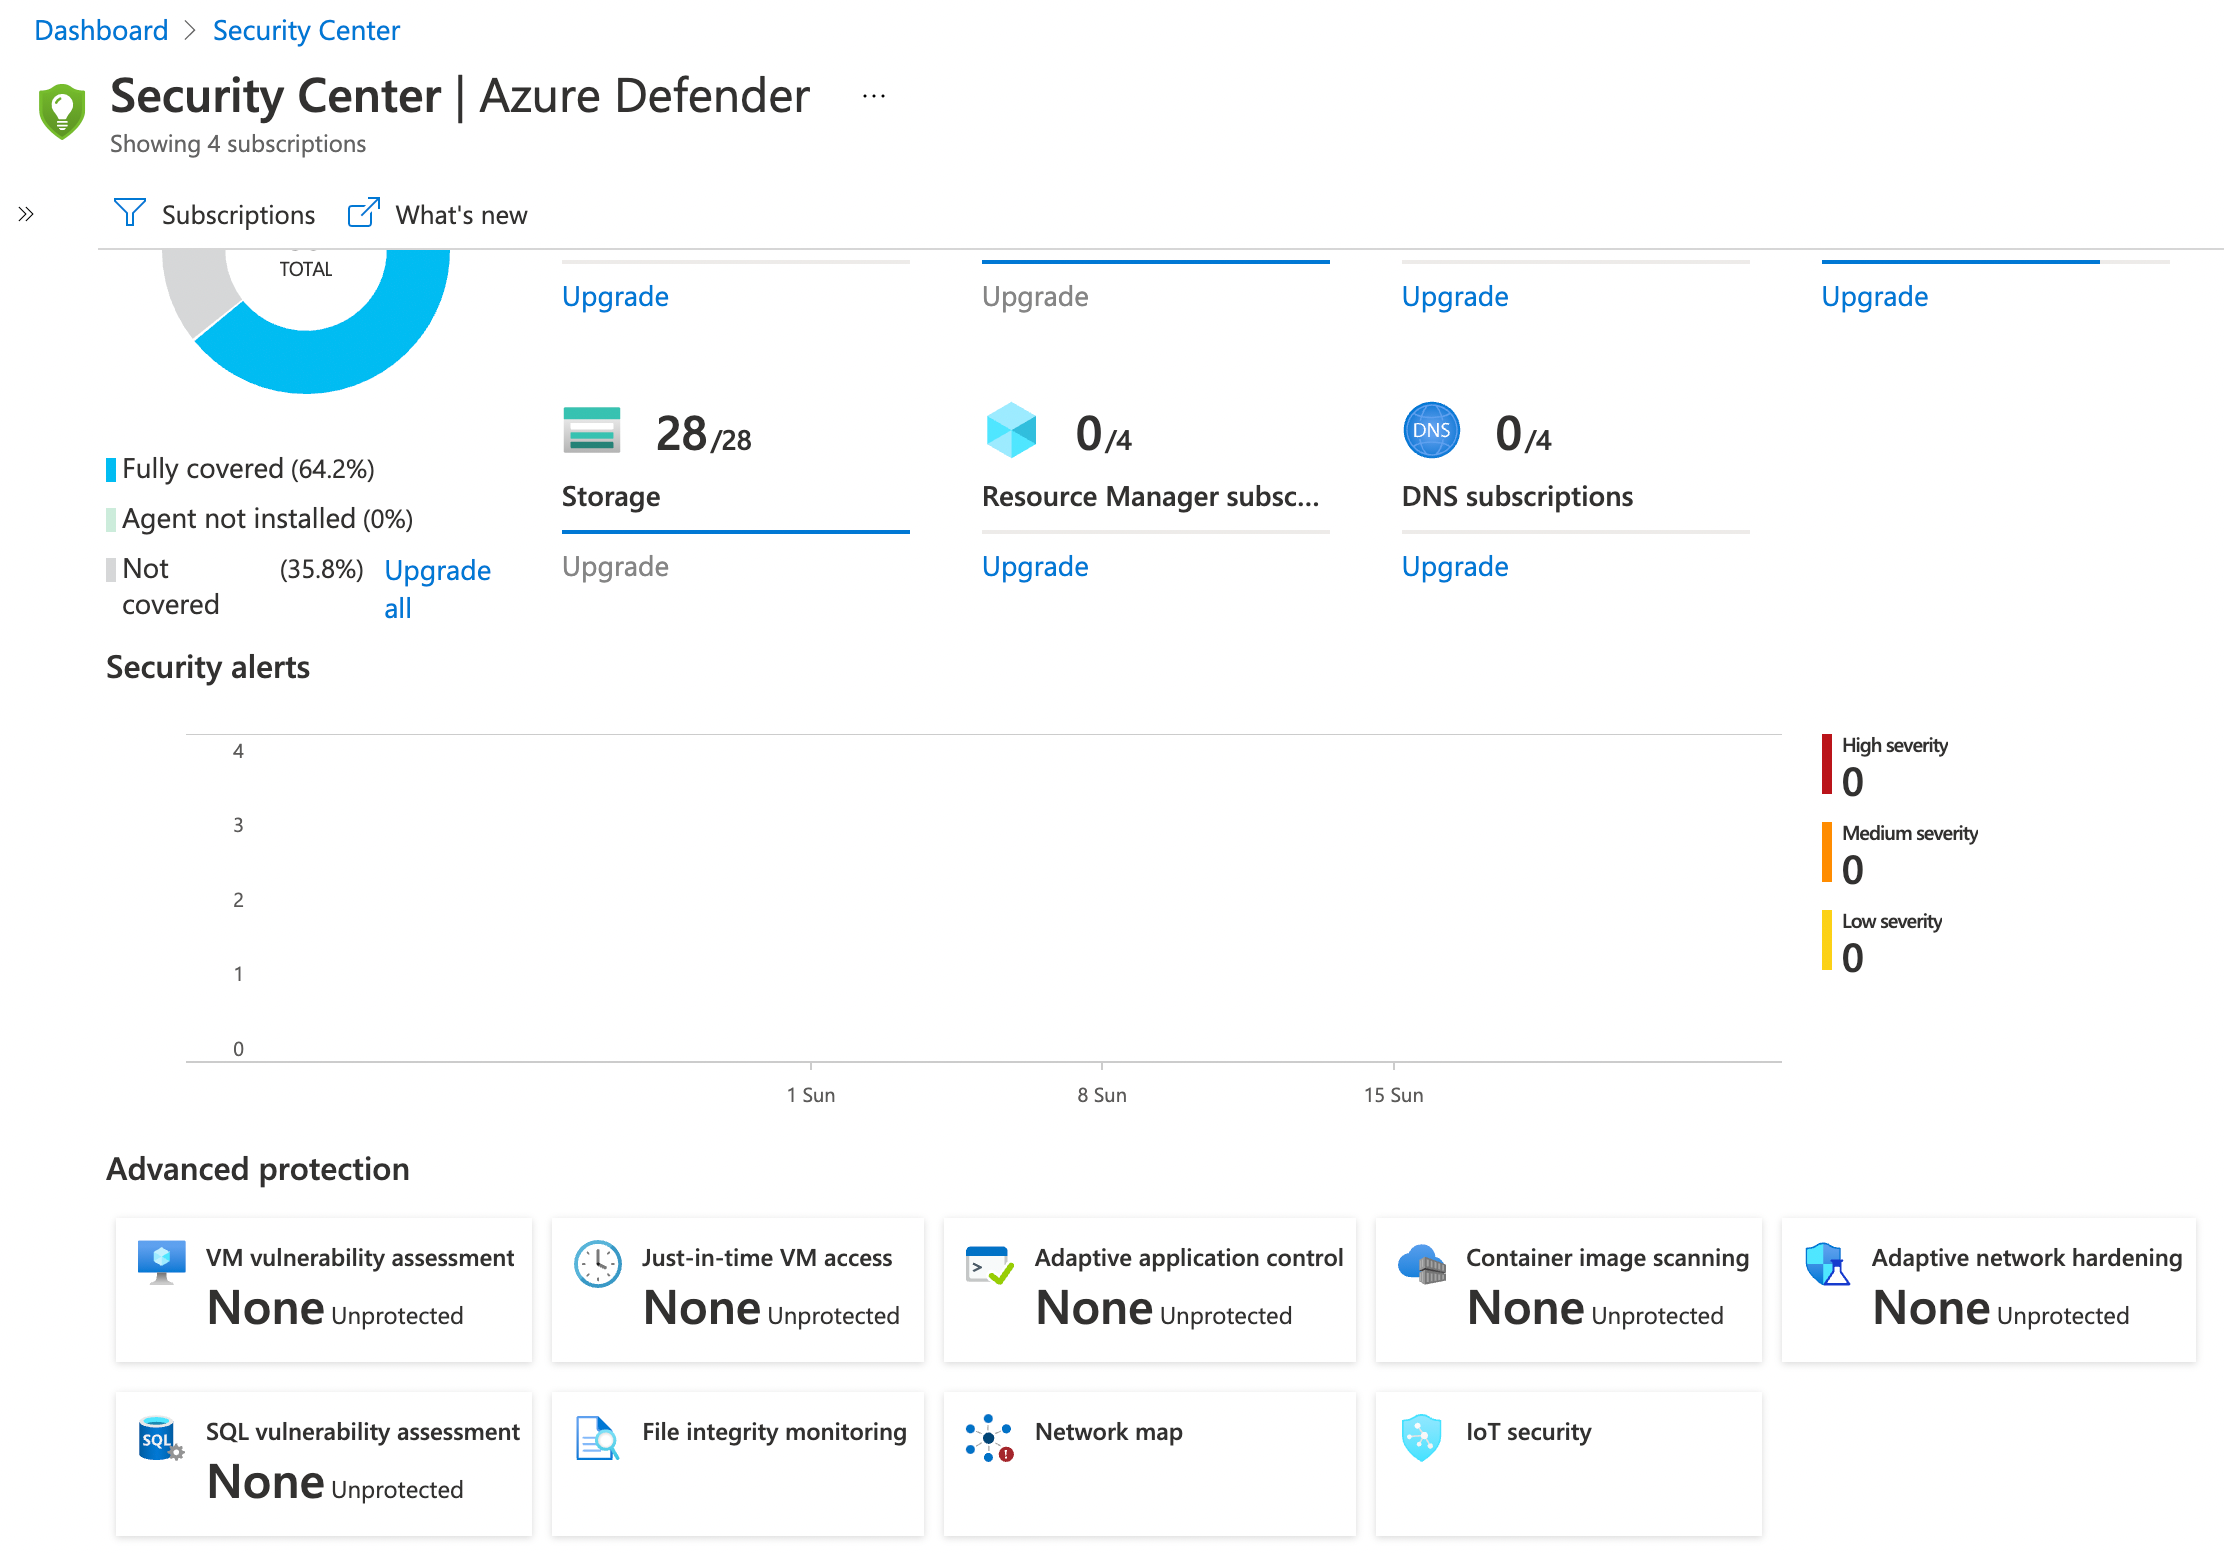 Dashboard > Security Center
Security Center | Azure Defender ...
Showing 4 subscriptions
» Subscriptions What's new
TOTAL
Upgrade Upgrade Upgrade Upgrade
Fully covered (64.2%)
Agent not installed (0%)
Not covered (35.8%) Upgrade all
28/28
Storage
Upgrade
0/4
Resource Manager subsc...
Upgrade
DNS
0/4
DNS subscriptions
Upgrade
Security alerts
4
3
2
1
0
1 Sun 8 Sun 15 Sun
High severity
0
Medium severity
0
Low severity
0
Advanced protection
VM vulnerability assessment
None Unprotected
Just-in-time VM access
None Unprotected
Adaptive application control
None Unprotected
Container image scanning
None Unprotected
Adaptive network hardening
None Unprotected
SQL
SQL vulnerability assessment
None Unprotected
File integrity monitoring
Network map
IoT security